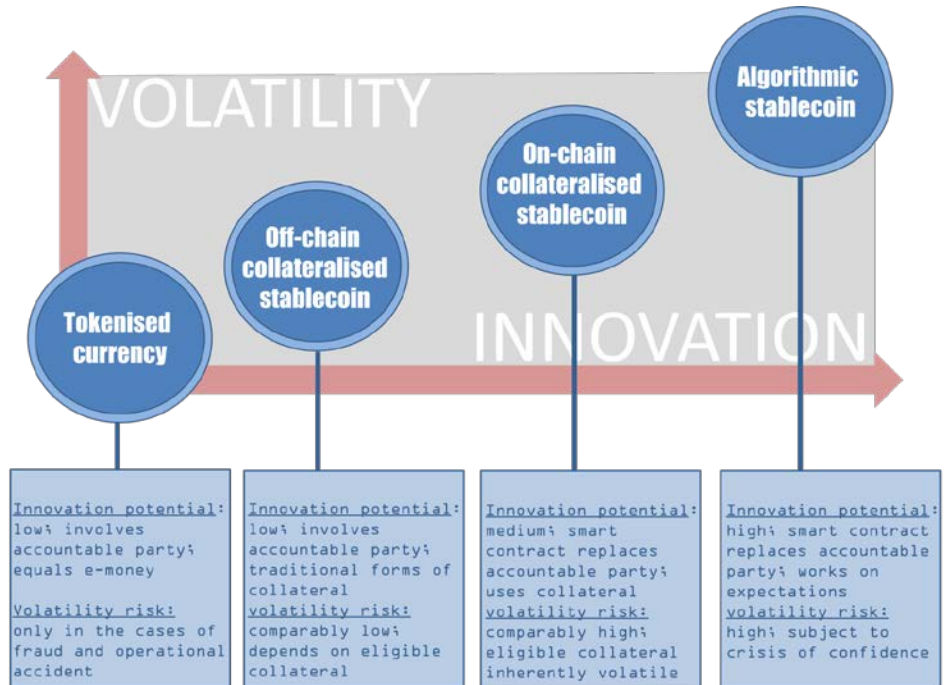 VOLATILITY
Algorithmic
stablecoin
On-chain
collateralised
stablecoin
Off-chain
collateralised
stablecoin
Tokenised
currency
INNOVATION
Innovation potential:
low; involves
accountable party;
equals e-money
Volatility risk:
only in the cases of
fraud and operational
accident
Innovation potential:
low; involves
accountable party;
traditional forms of
collateral
volatility risk:
comparably low;
depends on eligible
collateral
Innovation potential:
medium; smart
contract replaces
accountable party;
uses collateral
volatility risk:
comparably high;
eligible collateral
inherently volatile
Innovation potential:
high; smart contract
replaces accountable
party; works on
expectations
volatility risk:
high; subject to
crisis of confidence